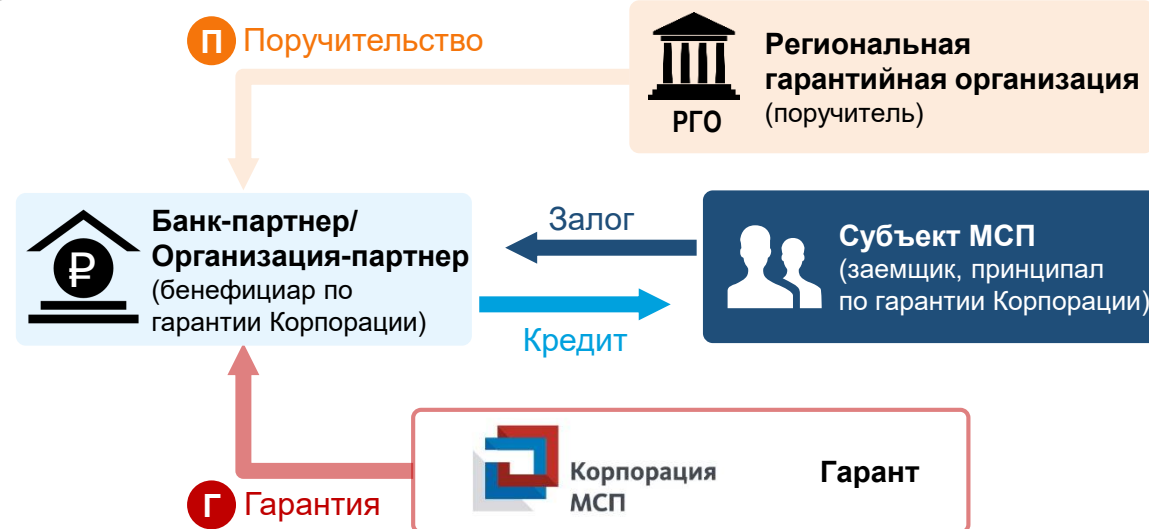 П Поручительство
Региональная
гарантийная организация
(поручитель)
РГО
Банк-партнер/
Организация-партнер
(бенефициар по
гарантии Корпорации)
₽
Залог
Кредит
Субъект МСП
(заемщик, принципал
по гарантии Корпорации)
Корпорация
МСП
Гарант
Г Гарантия